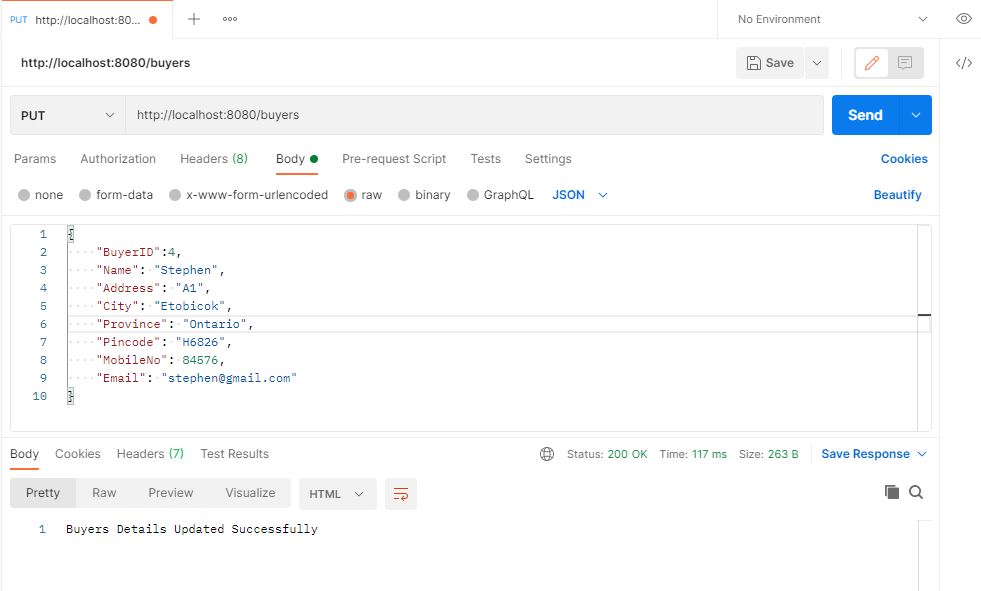 PUT http://localhost:80... No Environment
http://localhost:8080/buyers Save
PUT http://localhost:8080/buyers Send
Params Authorization Headers (8) Body Pre-request Script Tests Settings Cookies
none form-data x-www-form-urlencoded raw binary GraphQL JSON Beautify
1 {
2 "BuyerID":4,
3 "Name": "Stephen",
4 "Address": "A1",
5 "City": "Etobicok",
6 "Province": "Ontario",
7 "Pincode": "H6826",
8 "MobileNo": 84576,
9 "Email": "stephen@gmail.com"
10 }
Body Cookies Headers (7) Test Results Status: 200 OK Time: 117 ms Size: 263 B Save Response
Pretty Raw Preview Visualize HTML
1 Buyers Details Updated Successfully